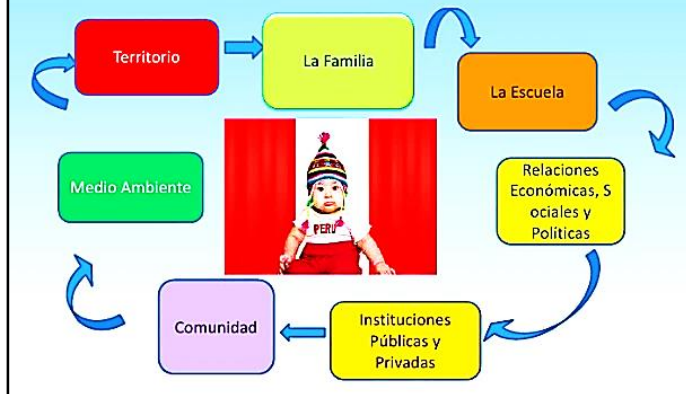 Territorio
La Familia
La Escuela
Relaciones
Económicas, S
ociales y
Políticas
Instituciones
Públicas y
Privadas
Comunidad
Medio Ambiente
PERU